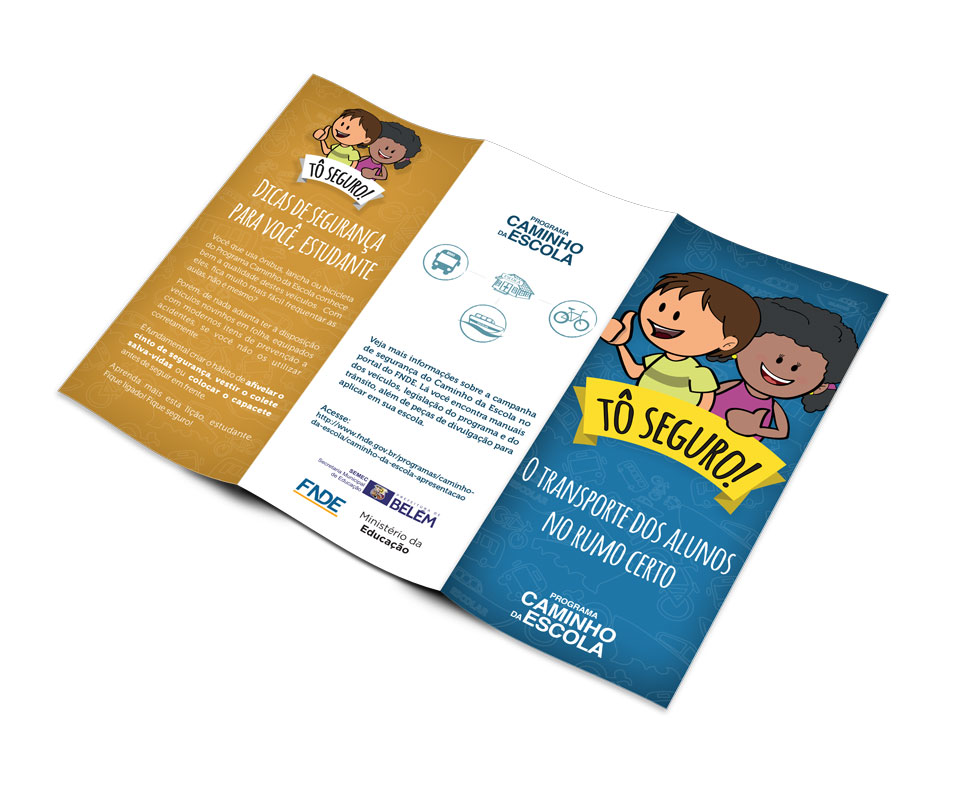 TÔ SEGURO!
DICAS DE SEGURANÇA
PARA VOCÊ, ESTUDANTE
Você que usa ônibus, lancha ou bicicleta
do Programa Caminho da Escola conhece
bem a qualidade destes veículos. Com
eles, fica muito mais fácil frequentar as
aulas, não é mesmo?
Porém, de nada adianta ter à disposição
veículos novinhos em folha, equipados
com modernos itens de prevenção a
acidentes, se você não os utilizar
corretamente.
É fundamental criar o hábito de afivelar o
cinto de segurança, vestir o colete
salva-vidas ou colocar o capacete
antes de seguir em frente.
Aprenda mais esta lição, estudante.
Fique ligado! Fique seguro!
PROGRAMA
CAMINHO
DA ESCOLA
Veja mais informações sobre a campanha
de segurança do Caminho da Escola no
portal do FNDE. Lá você encontra manuais
dos veículos, legislação do programa e do
trânsito, além de peças de divulgação para
aplicar em sua escola.
Acesse:
http://www.fnde.gov.br/programas/caminho-
da-escola/caminho-da-escola-apresentacao
FNDE
SEMEC
Secretaria Municipal
de Educação
PREFEITURA DE
BELÉM
Ministério da
Educação
TÔ SEGURO!
O TRANSPORTE DOS ALUNOS
NO RUMO CERTO
PROGRAMA
CAMINHO
DA ESCOLA
ESCOLAR